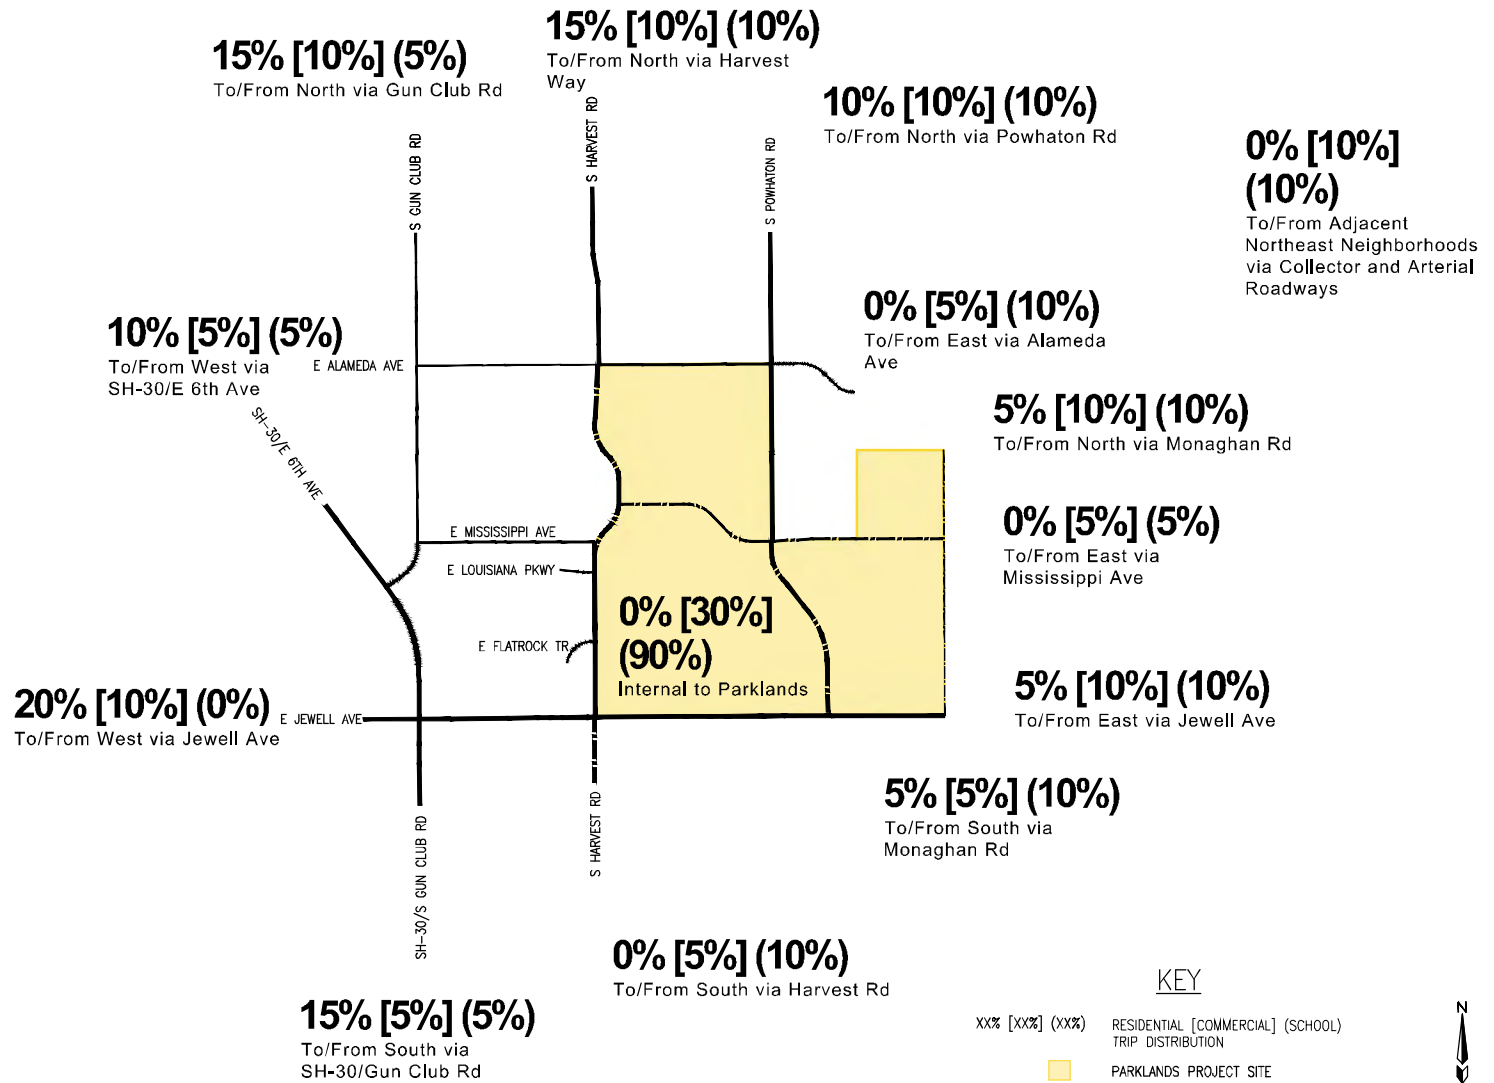 15% [10%] (5%)
To/From North via Gun Club Rd
15% [10%] (10%)
To/From North via Harvest
Way
10% [10%] (10%)
To/From North via Powhaton Rd
0% [10%]
(10%)
To/From Adjacent
Northeast Neighborhoods
via Collector and Arterial
Roadways
S GUN CLUB RD
S HARVEST RD
S POWHATON RD
10% [5%] (5%)
To/From West via
SH-30/E 6th Ave
E ALAMEDA AVE
0% [5%] (10%)
To/From East via Alameda
Ave
SH-30/E 6TH AVE
5% [10%] (10%)
To/From North via Monaghan Rd
E MISSISSIPPI AVE
0% [5%] (5%)
To/From East via
Mississippi Ave
E LOUISIANA PKWY
E FLATROCK TR
0% [30%]
(90%)
Internal to Parklands
20% [10%] (0%)
To/From West via Jewell Ave
E JEWELL AVE
5% [10%] (10%)
To/From East via Jewell Ave
5% [5%] (10%)
To/From South via
Monaghan Rd
SH-30/S GUN CLUB RD
S HARVEST RD
0% [5%] (10%)
To/From South via Harvest Rd
15% [5%] (5%)
To/From South via
SH-30/Gun Club Rd
KEY
XX% [XX%] (XX%) RESIDENTIAL [COMMERCIAL] (SCHOOL)
TRIP DISTRIBUTION
PARKLANDS PROJECT SITE
N